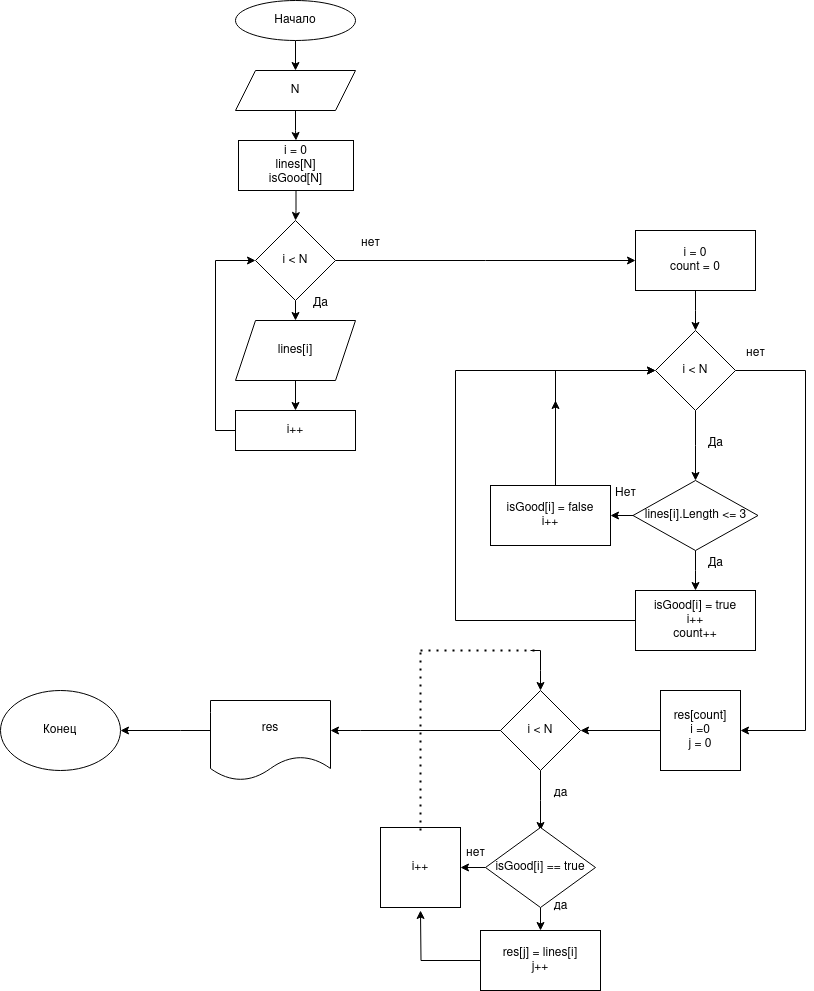 Начало
N
i = 0
lines[N]
isGood[N]
i < N
нет
Да
lines[i]
i++
i = 0
count = 0
i < N
нет
Да
lines[i].Length <= 3
Нет
isGood[i] = false
i++
Да
isGood[i] = true
i++
count++
res[count]
i =0
j = 0
i < N
res
Конец
да
isGood[i] == true
нет
i++
да
res[j] = lines[i]
j++